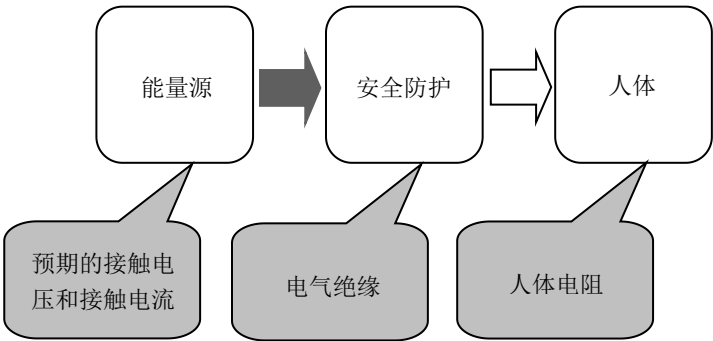 能量源
安全防护
人体
预期的接触电
压和接触电流
电气绝缘
人体电阻